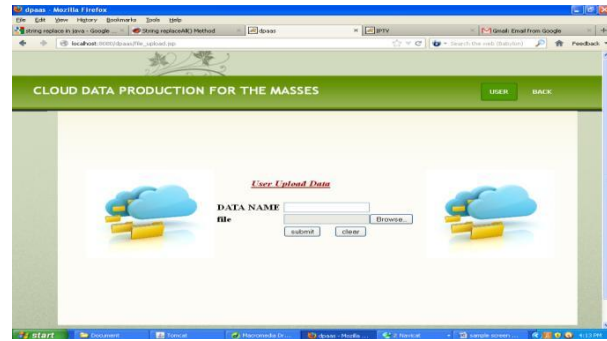 dpaas - Mozilla Firefox
File Edit View History Bookmarks Tools Help
string replace in java - Google ...
String replaceAll() Method
dpaas
IPTV
Gmail: Email from Google
localhost:8080/dpaas/file_upload.jsp
Search the web (Babylon)
Feedback
CLOUD DATA PRODUCTION FOR THE MASSES
USER BACK
User Upload Data
DATA NAME
file Browse...
submit clear
start
Document
Tomcat
Macromedia Dr...
dpaas - Mozilla ...
2 Navicat
sample screen ...
4:13 PM